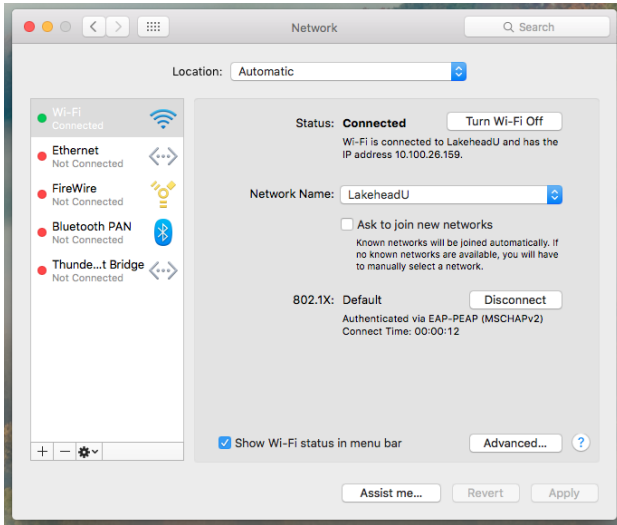 Network
Search
Location: Automatic
Wi-Fi
Connected
Ethernet
Not Connected
FireWire
Not Connected
Bluetooth PAN
Not Connected
Thunde...t Bridge
Not Connected
Status: Connected
Turn Wi-Fi Off
Wi-Fi is connected to LakeheadU and has the
IP address 10.100.26.159.
Network Name: LakeheadU
Ask to join new networks
Known networks will be joined automatically. If
no known networks are available, you will have
to manually select a network.
802.1X: Default
Disconnect
Authenticated via EAP-PEAP (MSCHAPv2)
Connect Time: 00:00:12
Show Wi-Fi status in menu bar
Advanced...
?
Assist me...
Revert
Apply